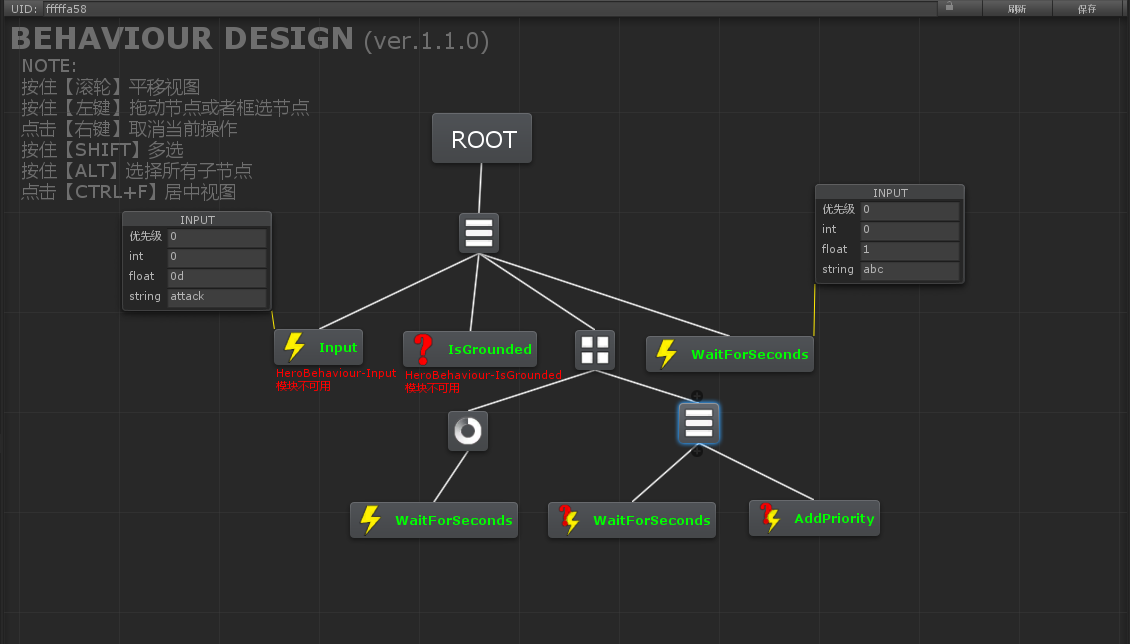 UID: fffffa58
刷新
保存
BEHAVIOUR DESIGN (ver.1.1.0)
NOTE:
按住【滚轮】平移视图
按住【左键】拖动节点或者框选节点
点击【右键】取消当前操作
按住【SHIFT】多选
按住【ALT】选择所有子节点
点击【CTRL+F】居中视图
ROOT
INPUT
优先级 0
int 0
float 0d
string attack
INPUT
优先级 0
int 0
float 1
string abc
Input
HeroBehaviour-Input
模块不可用
IsGrounded
HeroBehaviour-IsGrounded
模块不可用
WaitForSeconds
WaitForSeconds
WaitForSeconds
AddPriority